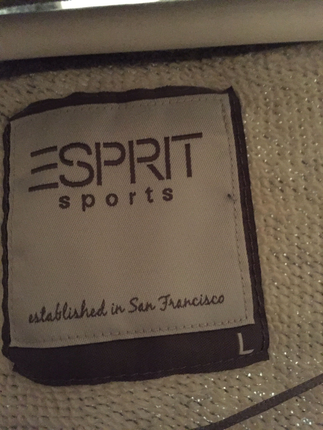 ESPRIT
sports
established in San Francisco
L